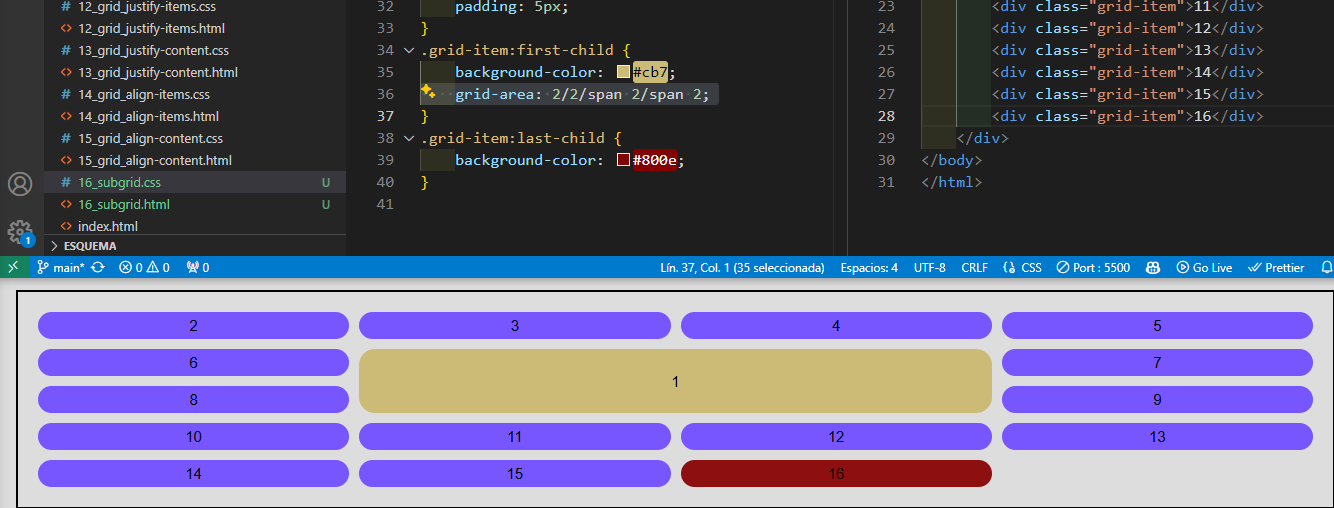 12_grid_justify-items.css
12_grid_justify-items.html
13_grid_justify-content.css
13_grid_justify-content.html
14_grid_align-items.css
14_grid_align-items.html
15_grid_align-content.css
15_grid_align-content.html
16_subgrid.css U
16_subgrid.html U
index.html
ESQUEMA
1
32 padding: 5px;
33 }
34 .grid-item:first-child {
35 background-color: #cb7;
36 grid-area: 2/2/span 2/span 2;
37 }
38 .grid-item:last-child {
39 background-color: #800e;
40 }
41
23 <div class="grid-item">11</div>
24 <div class="grid-item">12</div>
25 <div class="grid-item">13</div>
26 <div class="grid-item">14</div>
27 <div class="grid-item">15</div>
28 <div class="grid-item">16</div>
29 </div>
30 </body>
31 </html>
main* 0 0 0 Lín. 37, Col. 1 (35 seleccionada) Espacios: 4 UTF-8 CRLF CSS Port : 5500 Go Live Prettier
2 3 4 5
6 7
1
8 9
10 11 12 13
14 15 16